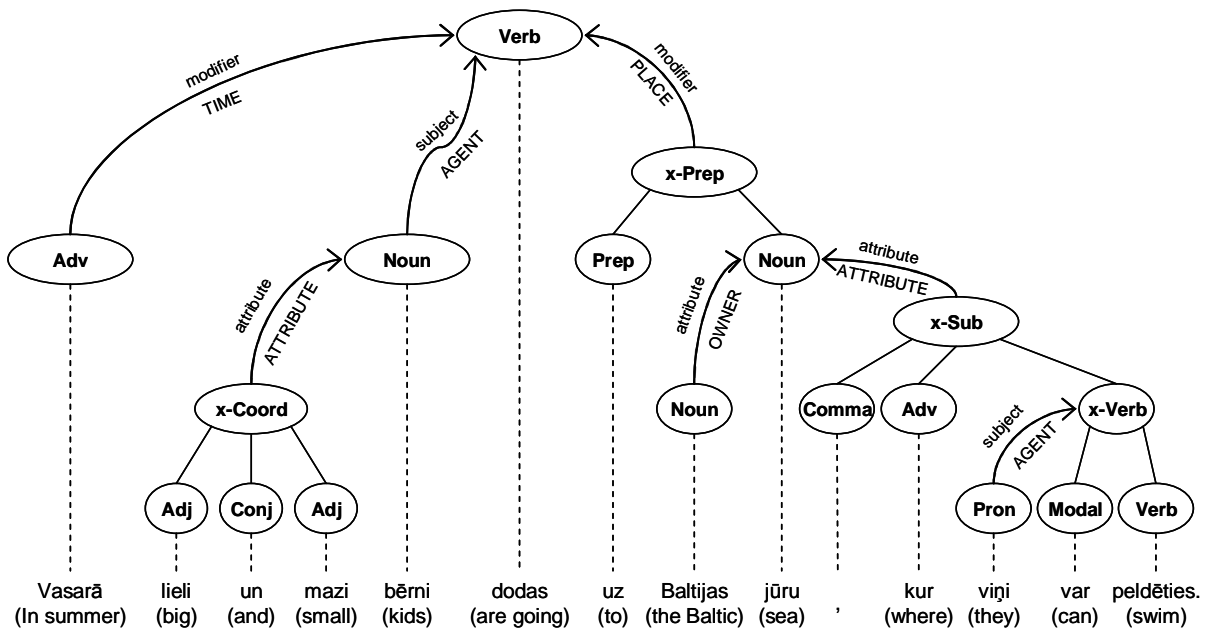 Verb
modifier
TIME
subject
AGENT
modifier
PLACE
x-Prep
Adv
Noun
Prep
Noun
attribute
ATTRIBUTE
attribute
ATTRIBUTE
attribute
OWNER
x-Sub
x-Coord
Noun
Comma
Adv
x-Verb
subject
AGENT
Adj
Conj
Adj
Pron
Modal
Verb
Vasarā lieli un mazi bērni dodas uz Baltijas jūru , kur viņi var peldēties.
(In summer) (big) (and) (small) (kids) (are going) (to) (the Baltic) (sea) (where) (they) (can) (swim)